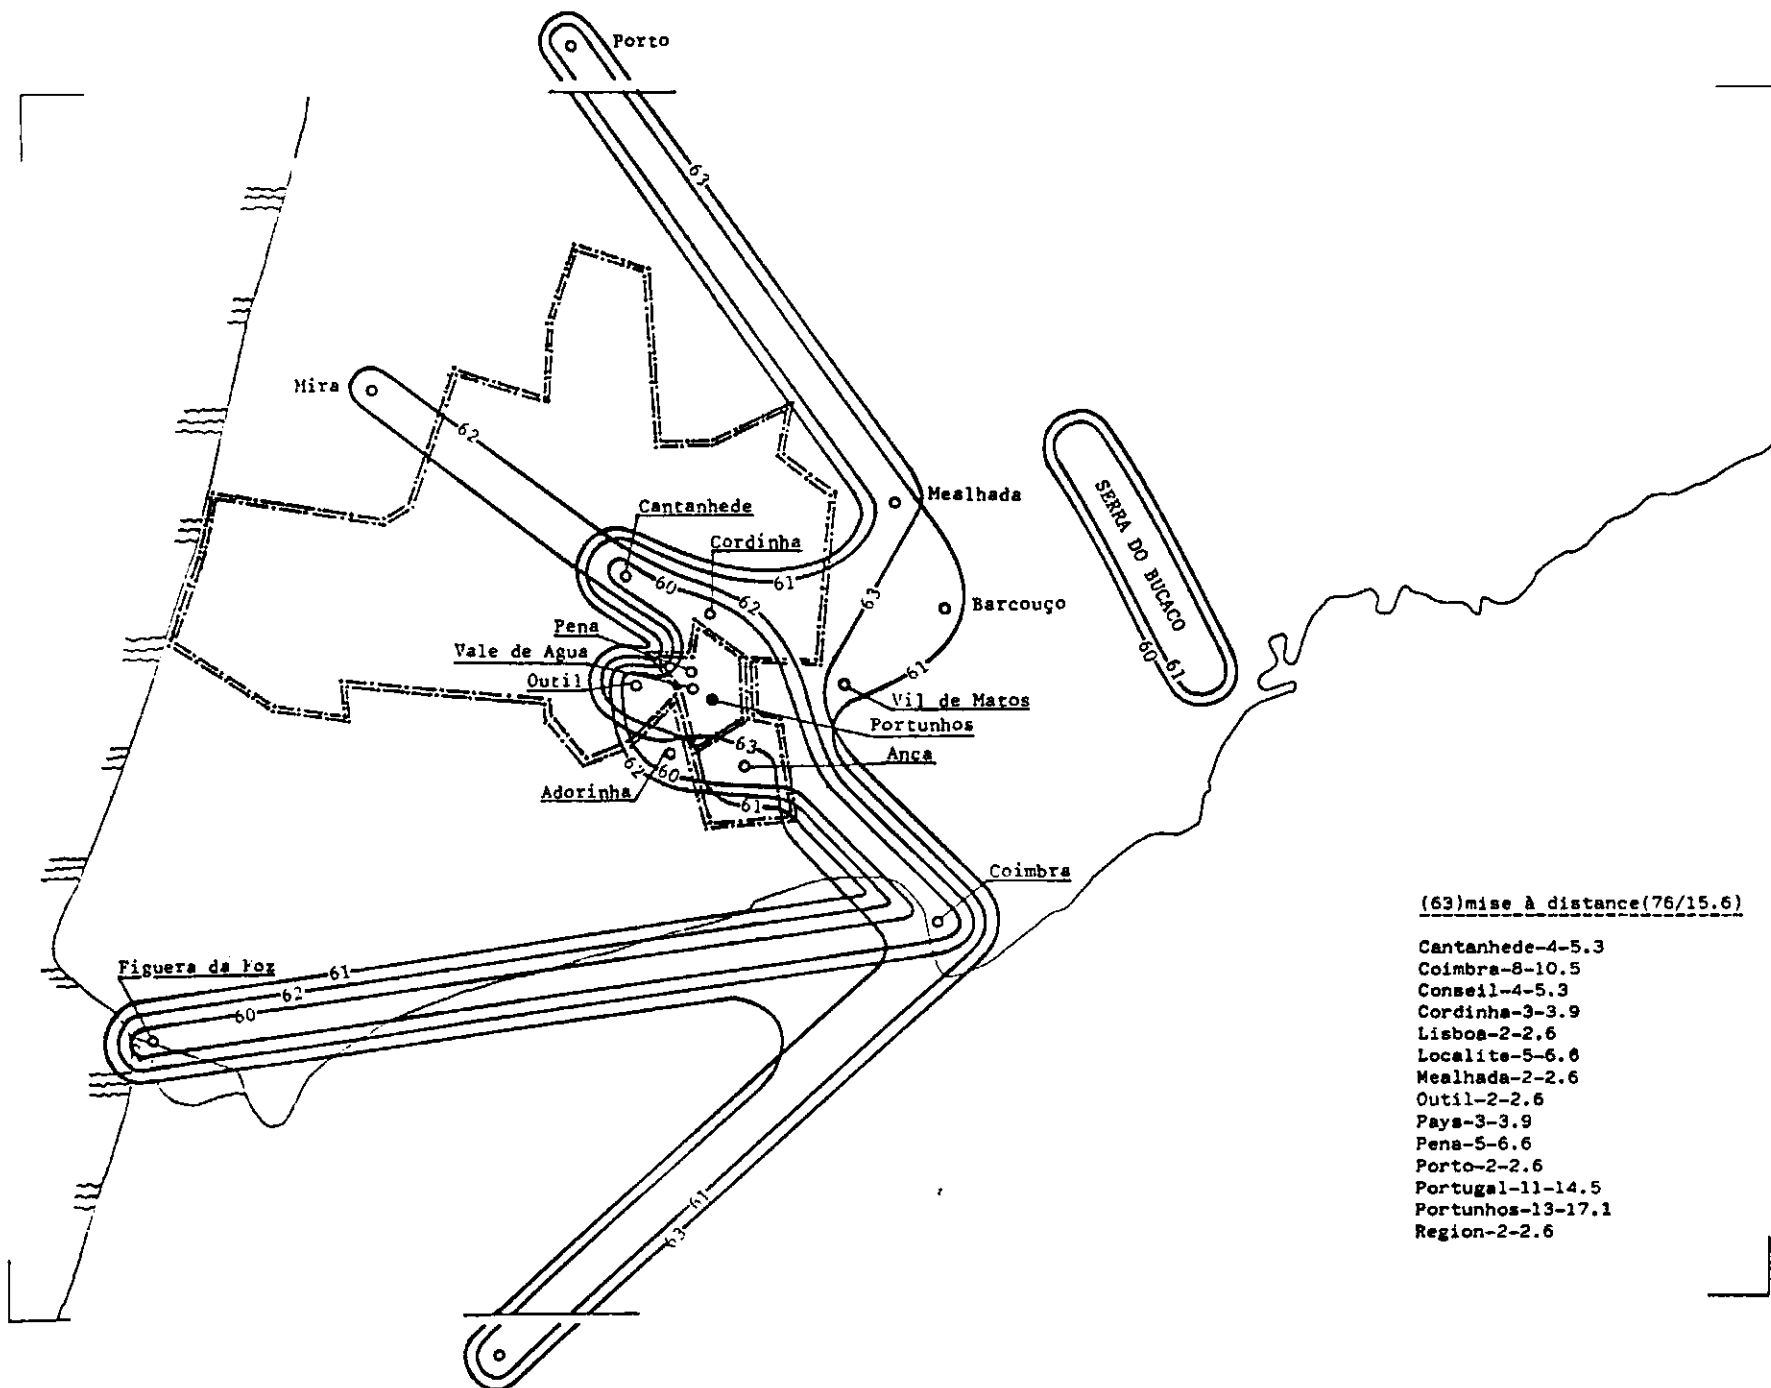 Porto
63
Mira
62
Mealhada
Cantanhede
Cordinha
60
61
62
63
Barcouço
SERRA DO BUCACO
60
61
Pena
Vale de Agua
Outil
61
Vil de Matos
Portunhos
63
Ança
62
60
Adorinha
61
Coimbra
(63)mise à distance(76/15.6)
Cantanhede-4-5.3
Coimbra-8-10.5
Conseil-4-5.3
Cordinha-3-3.9
Lisboa-2-2.6
Localite-5-6.6
Mealhada-2-2.6
Outil-2-2.6
Pays-3-3.9
Pena-5-6.6
Porto-2-2.6
Portugal-11-14.5
Portunhos-13-17.1
Region-2-2.6
Figuera da Foz
61
62
60
61
63